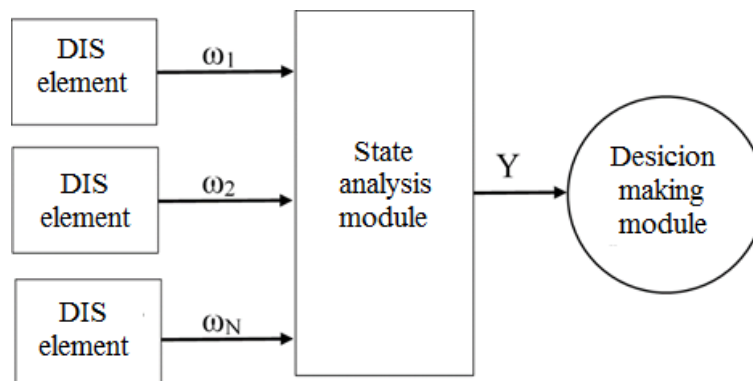 DIS
element
ω1
DIS
element
ω2
DIS
element
ωN
State
analysis
module
Y
Desicion
making
module